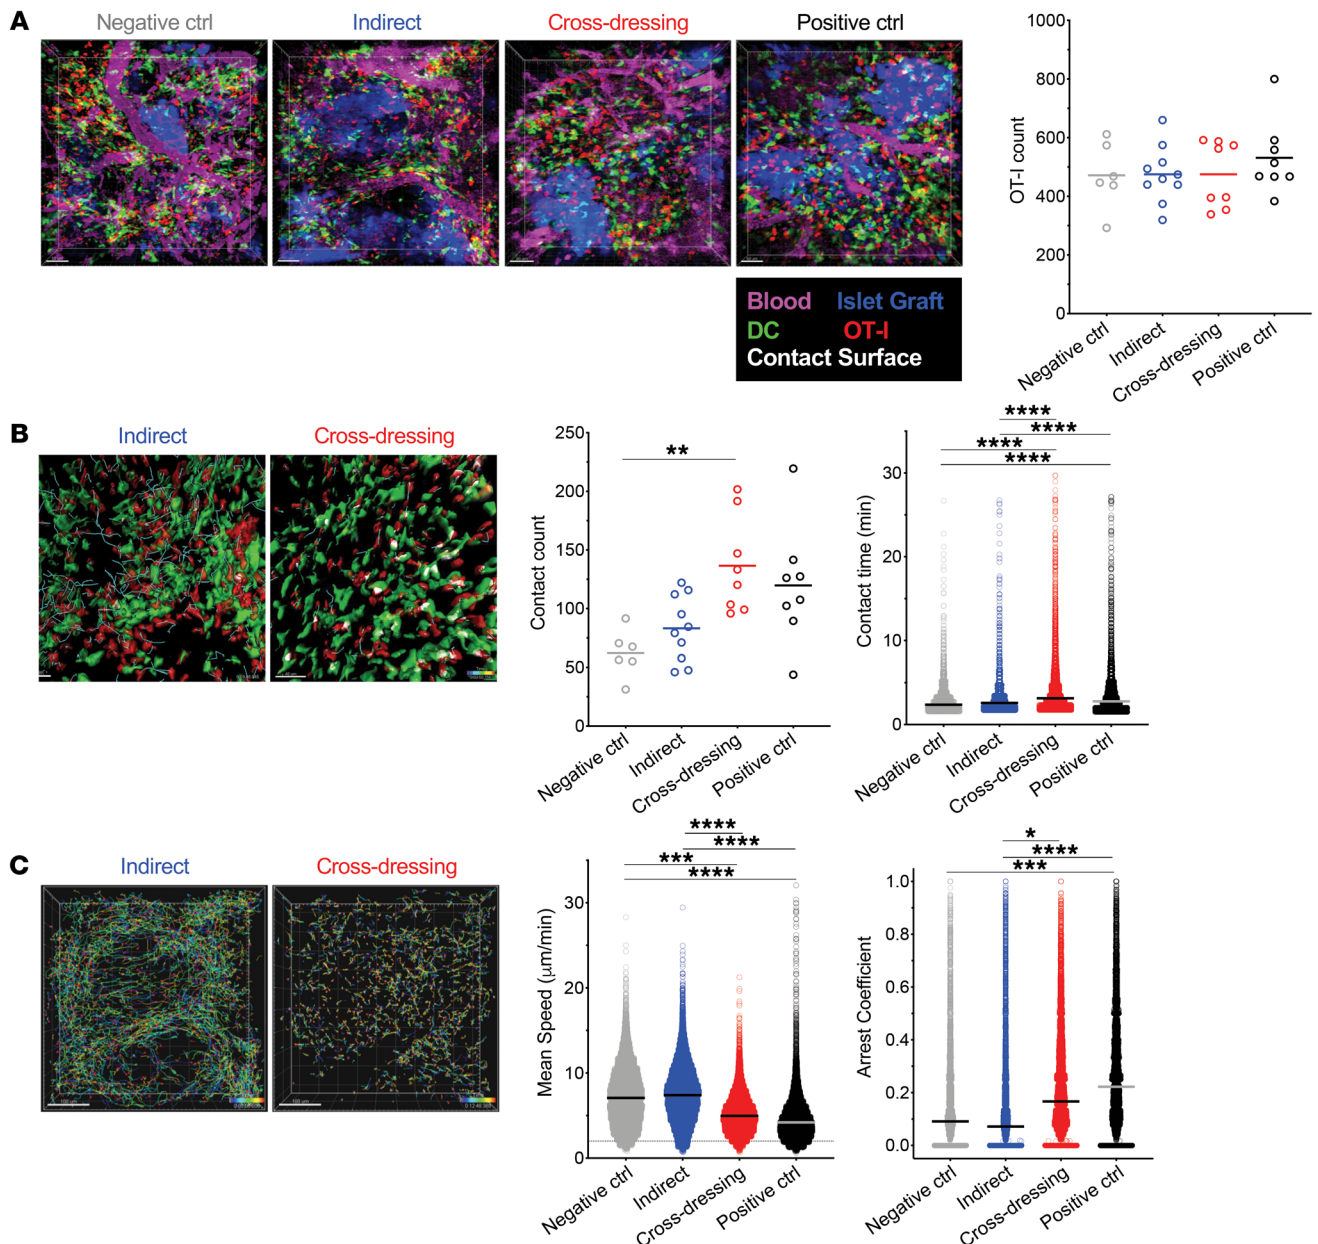 A
Negative ctrl
Indirect
Cross-dressing
Positive ctrl
Blood Islet Graft
DC OT-I
Contact Surface
OT-I count
1000
800
600
400
200
0
Negative ctrl
Indirect
Cross-dressing
Positive ctrl
B
Indirect
Cross-dressing
Contact count
250
200
150
100
50
0
**
Negative ctrl
Indirect
Cross-dressing
Positive ctrl
Contact time (min)
30
20
10
0
****
****
****
****
Negative ctrl
Indirect
Cross-dressing
Positive ctrl
C
Indirect
Cross-dressing
100 µm
100 µm
Mean Speed (µm/min)
30
20
10
0
****
****
***
****
Negative ctrl
Indirect
Cross-dressing
Positive ctrl
Arrest Coefficient
1.0
0.8
0.6
0.4
0.2
0.0
*
****
***
Negative ctrl
Indirect
Cross-dressing
Positive ctrl